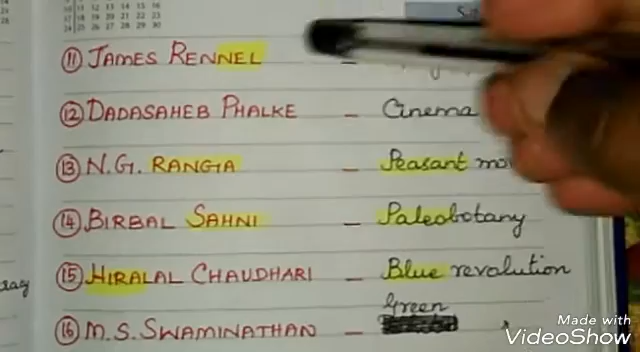 ⑪ JAMES RENNEL –
⑫ DADASAHEB PHALKE – Cinema
⑬ N.G. RANGA – Peasant
⑭ BIRBAL SAHNI – Paleobotany
⑮ HIRALAL CHAUDHARI – Blue revolution
Green
⑯ M.S. SWAMINATHAN –
Made with
VideoShow